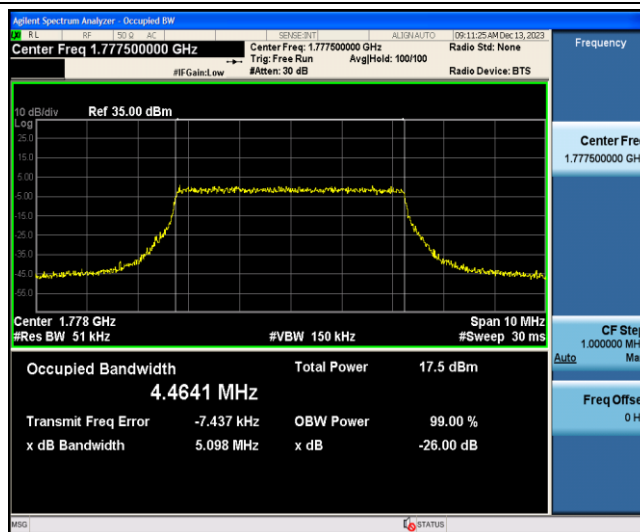 Agilent Spectrum Analyzer - Occupied BW
RL RF 50 Ω AC SENSE:INT ALIGNAUTO 09:11:25 AM Dec 13, 2023
Center Freq 1.777500000 GHz
Center Freq: 1.777500000 GHz Radio Std: None
Trig: Free Run Avg|Hold: 100/100
#IFGain:Low #Atten: 30 dB Radio Device: BTS
Frequency
10 dB/div Ref 35.00 dBm
Log
25.0
15.0
5.00
-5.00
-15.0
-25.0
-35.0
-45.0
-55.0
Center Fre
1.777500000 GH
Center 1.778 GHz Span 10 MHz
#Res BW 51 kHz #VBW 150 kHz #Sweep 30 ms
CF Step
1.000000 MH
Auto Ma
Occupied Bandwidth Total Power 17.5 dBm
4.4641 MHz
Transmit Freq Error -7.437 kHz OBW Power 99.00 %
x dB Bandwidth 5.098 MHz x dB -26.00 dB
Freq Offse
0 H
MSG STATUS